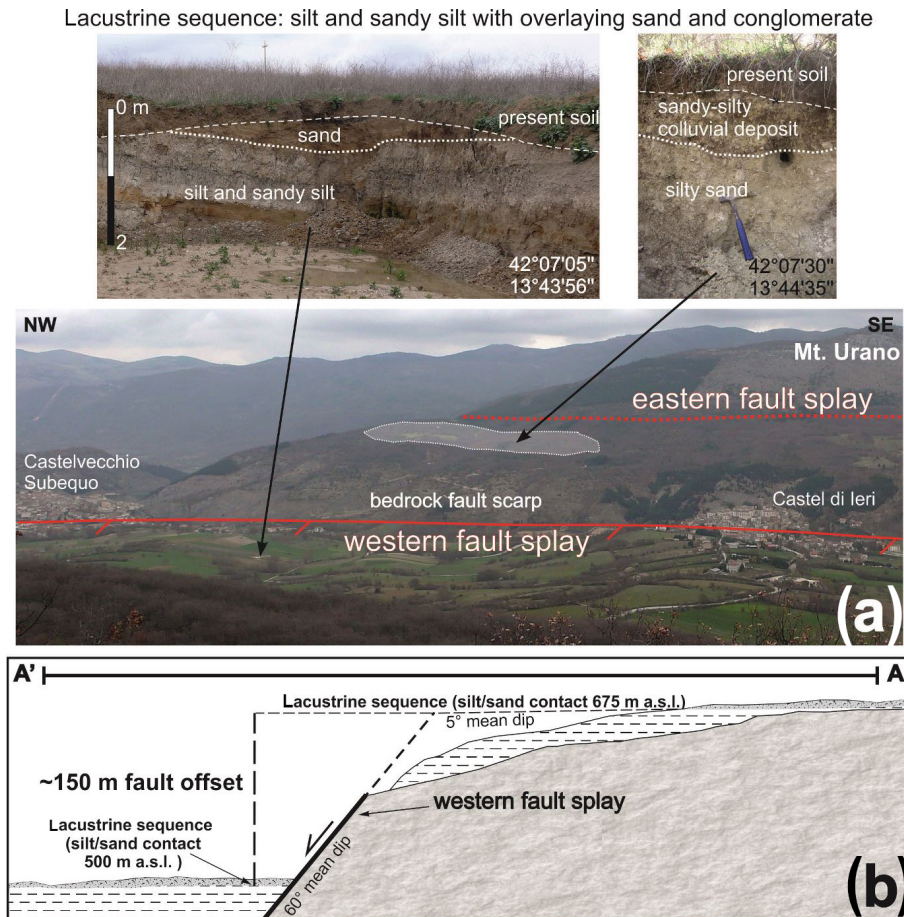 Lacustrine sequence: silt and sandy silt with overlaying sand and conglomerate
0 m
sand
present soil
silt and sandy silt
2
42°07'05"
13°43'56"
present soil
sandy-silty
colluvial deposit
silty sand
42°07'30"
13°44'35"
NW
SE
Mt. Urano
eastern fault splay
Castelvecchio
Subequo
bedrock fault scarp
Castel di Ieri
western fault splay
(a)
A'
A
Lacustrine sequence (silt/sand contact 675 m a.s.l.)
5° mean dip
~150 m fault offset
western fault splay
Lacustrine sequence
(silt/sand contact
500 m a.s.l. )
60° mean dip
(b)